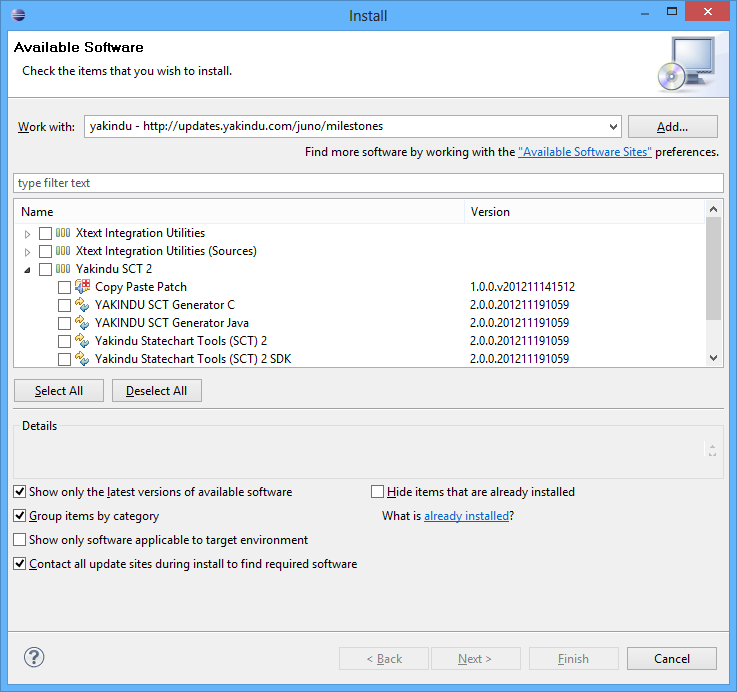 Install
Available Software
Check the items that you wish to install.
Work with: yakindu - http://updates.yakindu.com/juno/milestones Add...
Find more software by working with the "Available Software Sites" preferences.
type filter text
Name Version
Xtext Integration Utilities
Xtext Integration Utilities (Sources)
Yakindu SCT 2
Copy Paste Patch 1.0.0.v201211141512
YAKINDU SCT Generator C 2.0.0.201211191059
YAKINDU SCT Generator Java 2.0.0.201211191059
Yakindu Statechart Tools (SCT) 2 2.0.0.201211191059
Yakindu Statechart Tools (SCT) 2 SDK 2.0.0.201211191059
Select All Deselect All
Details
Show only the latest versions of available software Hide items that are already installed
Group items by category What is already installed?
Show only software applicable to target environment
Contact all update sites during install to find required software
? < Back Next > Finish Cancel